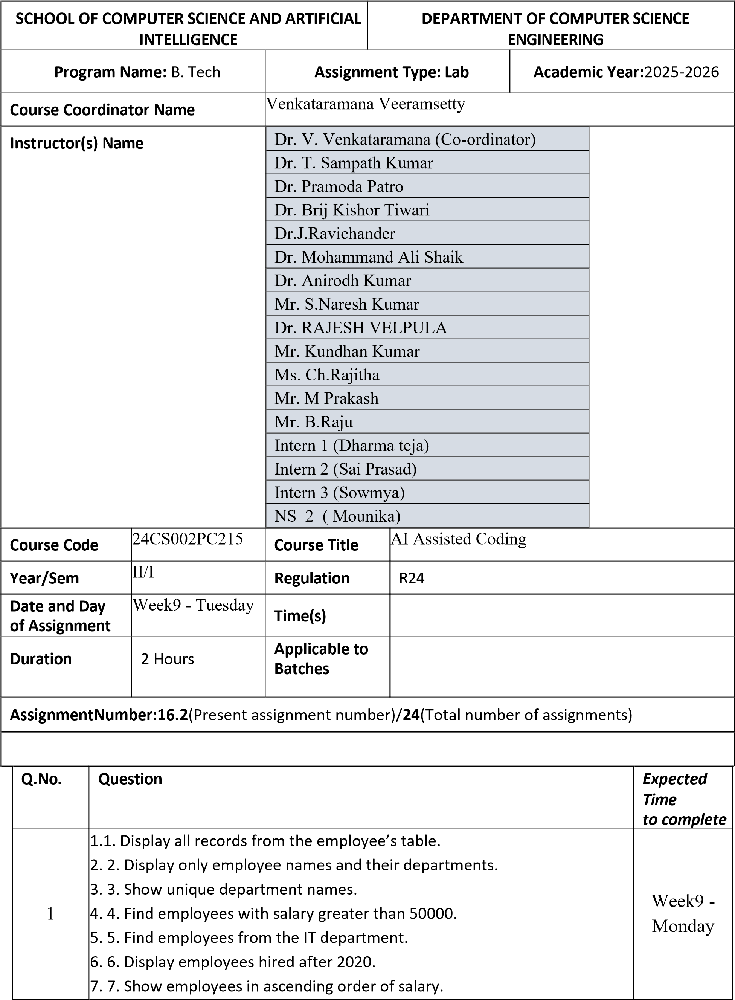 SCHOOL OF COMPUTER SCIENCE AND ARTIFICIAL
INTELLIGENCE
DEPARTMENT OF COMPUTER SCIENCE
ENGINEERING
Program Name: B. Tech
Assignment Type: Lab
Academic Year:2025-2026
Course Coordinator Name
Venkataramana Veeramsetty
Instructor(s) Name
Dr. V. Venkataramana (Co-ordinator)
Dr. T. Sampath Kumar
Dr. Pramoda Patro
Dr. Brij Kishor Tiwari
Dr.J.Ravichander
Dr. Mohammand Ali Shaik
Dr. Anirodh Kumar
Mr. S.Naresh Kumar
Dr. RAJESH VELPULA
Mr. Kundhan Kumar
Ms. Ch.Rajitha
Mr. M Prakash
Mr. B.Raju
Intern 1 (Dharma teja)
Intern 2 (Sai Prasad)
Intern 3 (Sowmya)
NS_2 ( Mounika)
Course Code
24CS002PC215
Course Title
AI Assisted Coding
Year/Sem
II/I
Regulation
R24
Date and Day
of Assignment
Week9 - Tuesday
Time(s)
Duration
2 Hours
Applicable to
Batches
AssignmentNumber:16.2(Present assignment number)/24(Total number of assignments)
Q.No.
Question
Expected
Time
to complete
1
1.1. Display all records from the employee’s table.
2. 2. Display only employee names and their departments.
3. 3. Show unique department names.
4. 4. Find employees with salary greater than 50000.
5. 5. Find employees from the IT department.
6. 6. Display employees hired after 2020.
7. 7. Show employees in ascending order of salary.
Week9 -
Monday